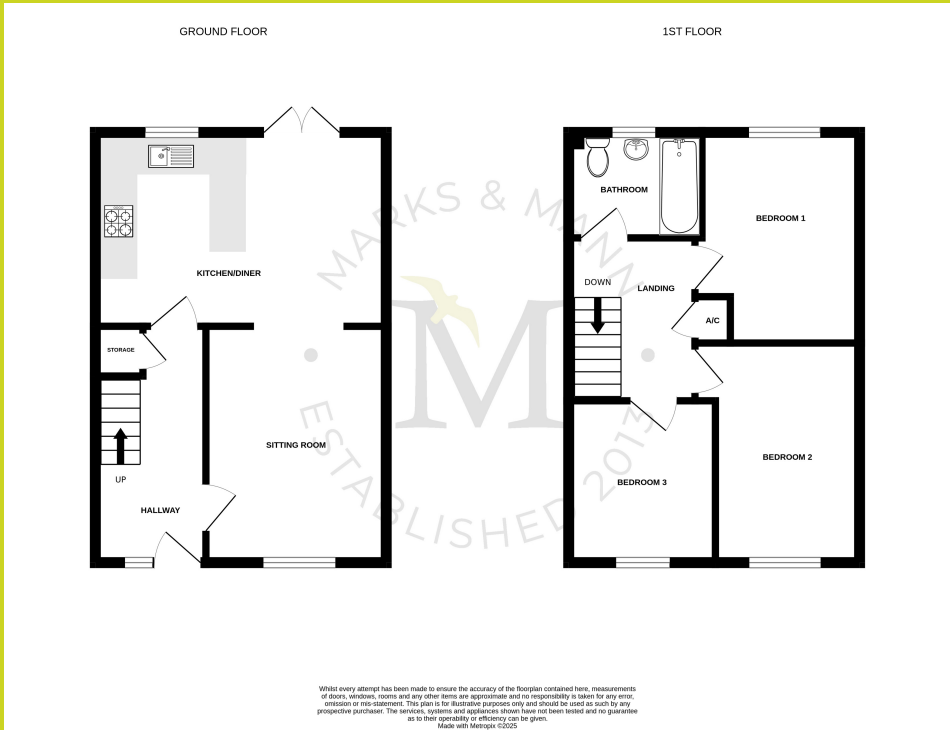 GROUND FLOOR
1ST FLOOR
BATHROOM
BEDROOM 1
KITCHEN/DINER
DOWN
LANDING
A/C
STORAGE
SITTING ROOM
BEDROOM 2
UP
BEDROOM 3
HALLWAY
MARKS & MANN
M
ESTABLISHED 2013
Whilst every attempt has been made to ensure the accuracy of the floorplan contained here, measurements
of doors, windows, rooms and any other items are approximate and no responsibility is taken for any error,
omission or mis-statement. This plan is for illustrative purposes only and should be used as such by any
prospective purchaser. The services, systems and appliances shown have not been tested and no guarantee
as to their operability or efficiency can be given.
Made with Metropix ©2025